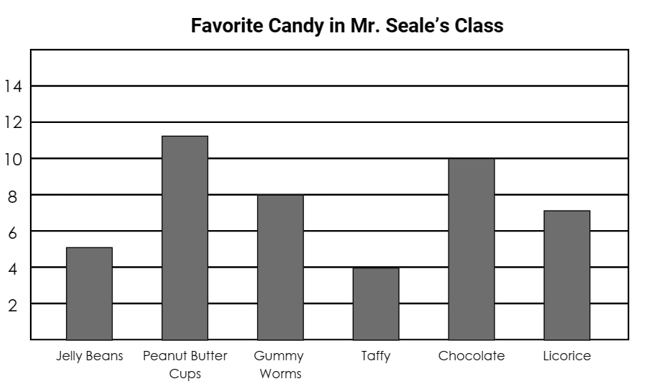 Favorite Candy in Mr. Seale’s Class
14
12
10
8
6
4
2
Jelly Beans
Peanut Butter
Cups
Gummy
Worms
Taffy
Chocolate
Licorice